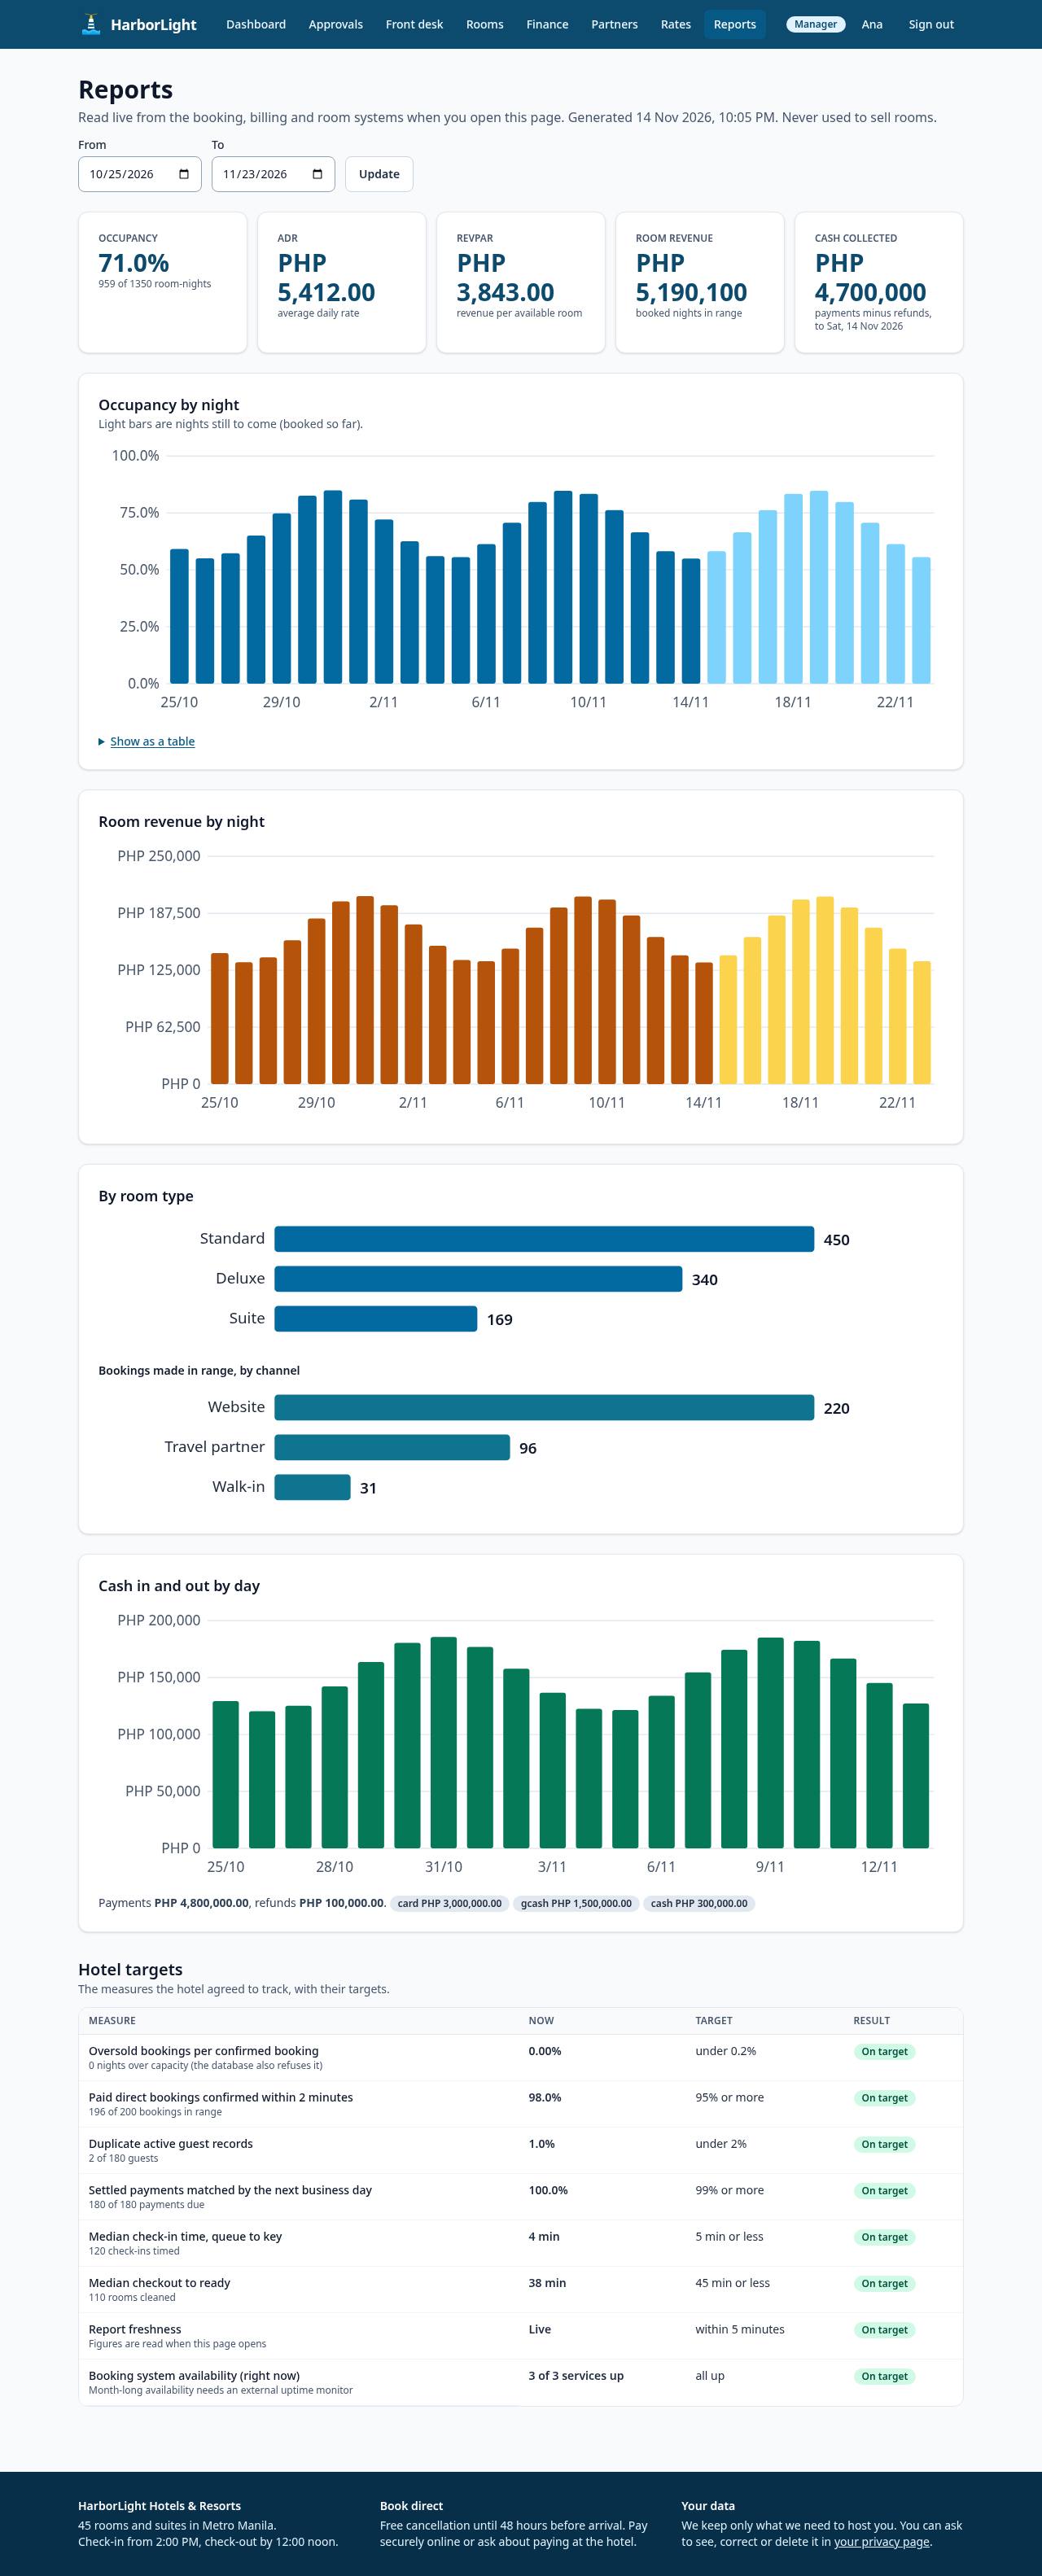 HarborLight Dashboard Approvals Front desk Rooms Finance Partners Rates Reports Manager Ana Sign out
Reports
Read live from the booking, billing and room systems when you open this page. Generated 14 Nov 2026, 10:05 PM. Never used to sell rooms.
From To
10/25/2026 11/23/2026 Update
OCCUPANCY
71.0%
959 of 1350 room-nights
ADR
PHP
5,412.00
average daily rate
REVPAR
PHP
3,843.00
revenue per available room
ROOM REVENUE
PHP
5,190,100
booked nights in range
CASH COLLECTED
PHP
4,700,000
payments minus refunds,
to Sat, 14 Nov 2026
Occupancy by night
Light bars are nights still to come (booked so far).
100.0%
75.0%
50.0%
25.0%
0.0%
25/10 29/10 2/11 6/11 10/11 14/11 18/11 22/11
Show as a table
Room revenue by night
PHP 250,000
PHP 187,500
PHP 125,000
PHP 62,500
PHP 0
25/10 29/10 2/11 6/11 10/11 14/11 18/11 22/11
By room type
Standard 450
Deluxe 340
Suite 169
Bookings made in range, by channel
Website 220
Travel partner 96
Walk-in 31
Cash in and out by day
PHP 200,000
PHP 150,000
PHP 100,000
PHP 50,000
PHP 0
25/10 28/10 31/10 3/11 6/11 9/11 12/11
Payments PHP 4,800,000.00, refunds PHP 100,000.00. card PHP 3,000,000.00 gcash PHP 1,500,000.00 cash PHP 300,000.00
Hotel targets
The measures the hotel agreed to track, with their targets.
MEASURE NOW TARGET RESULT
Oversold bookings per confirmed booking 0.00% under 0.2% On target
0 nights over capacity (the database also refuses it)
Paid direct bookings confirmed within 2 minutes 98.0% 95% or more On target
196 of 200 bookings in range
Duplicate active guest records 1.0% under 2% On target
2 of 180 guests
Settled payments matched by the next business day 100.0% 99% or more On target
180 of 180 payments due
Median check-in time, queue to key 4 min 5 min or less On target
120 check-ins timed
Median checkout to ready 38 min 45 min or less On target
110 rooms cleaned
Report freshness Live within 5 minutes On target
Figures are read when this page opens
Booking system availability (right now) 3 of 3 services up all up On target
Month-long availability needs an external uptime monitor
HarborLight Hotels & Resorts
45 rooms and suites in Metro Manila.
Check-in from 2:00 PM, check-out by 12:00 noon.
Book direct
Free cancellation until 48 hours before arrival. Pay
securely online or ask about paying at the hotel.
Your data
We keep only what we need to host you. You can ask
to see, correct or delete it in your privacy page.